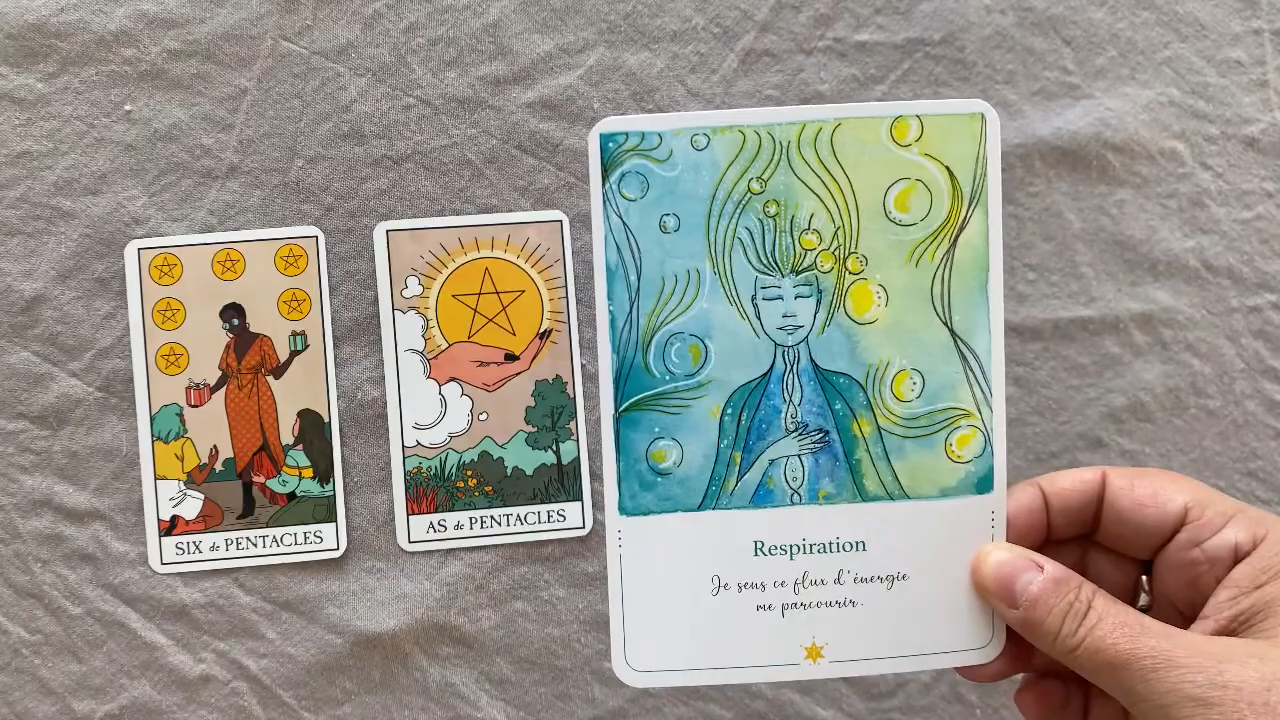 SIX de PENTACLES
AS de PENTACLES
Respiration
Je sens ce flux d'énergie
me parcourir.